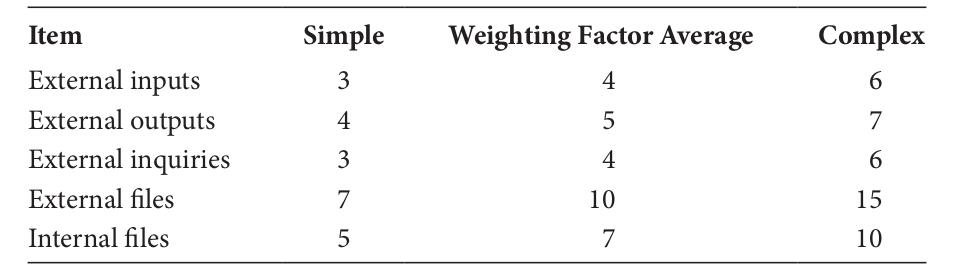 Item Simple Weighting Factor Average Complex
External inputs 3 4 6
External outputs 4 5 7
External inquiries 3 4 6
External files 7 10 15
Internal files 5 7 10